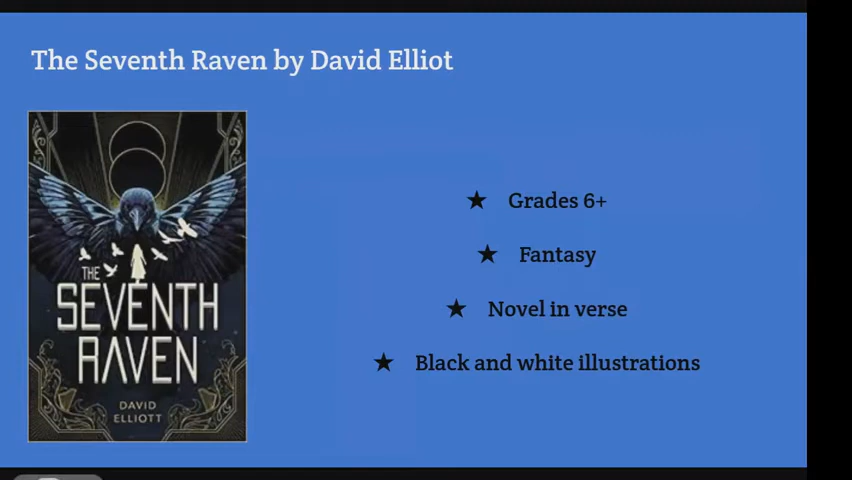 The Seventh Raven by David Elliot
THE
SEVENTH
RAVEN
DAVID
ELLIOTT
★ Grades 6+
★ Fantasy
★ Novel in verse
★ Black and white illustrations